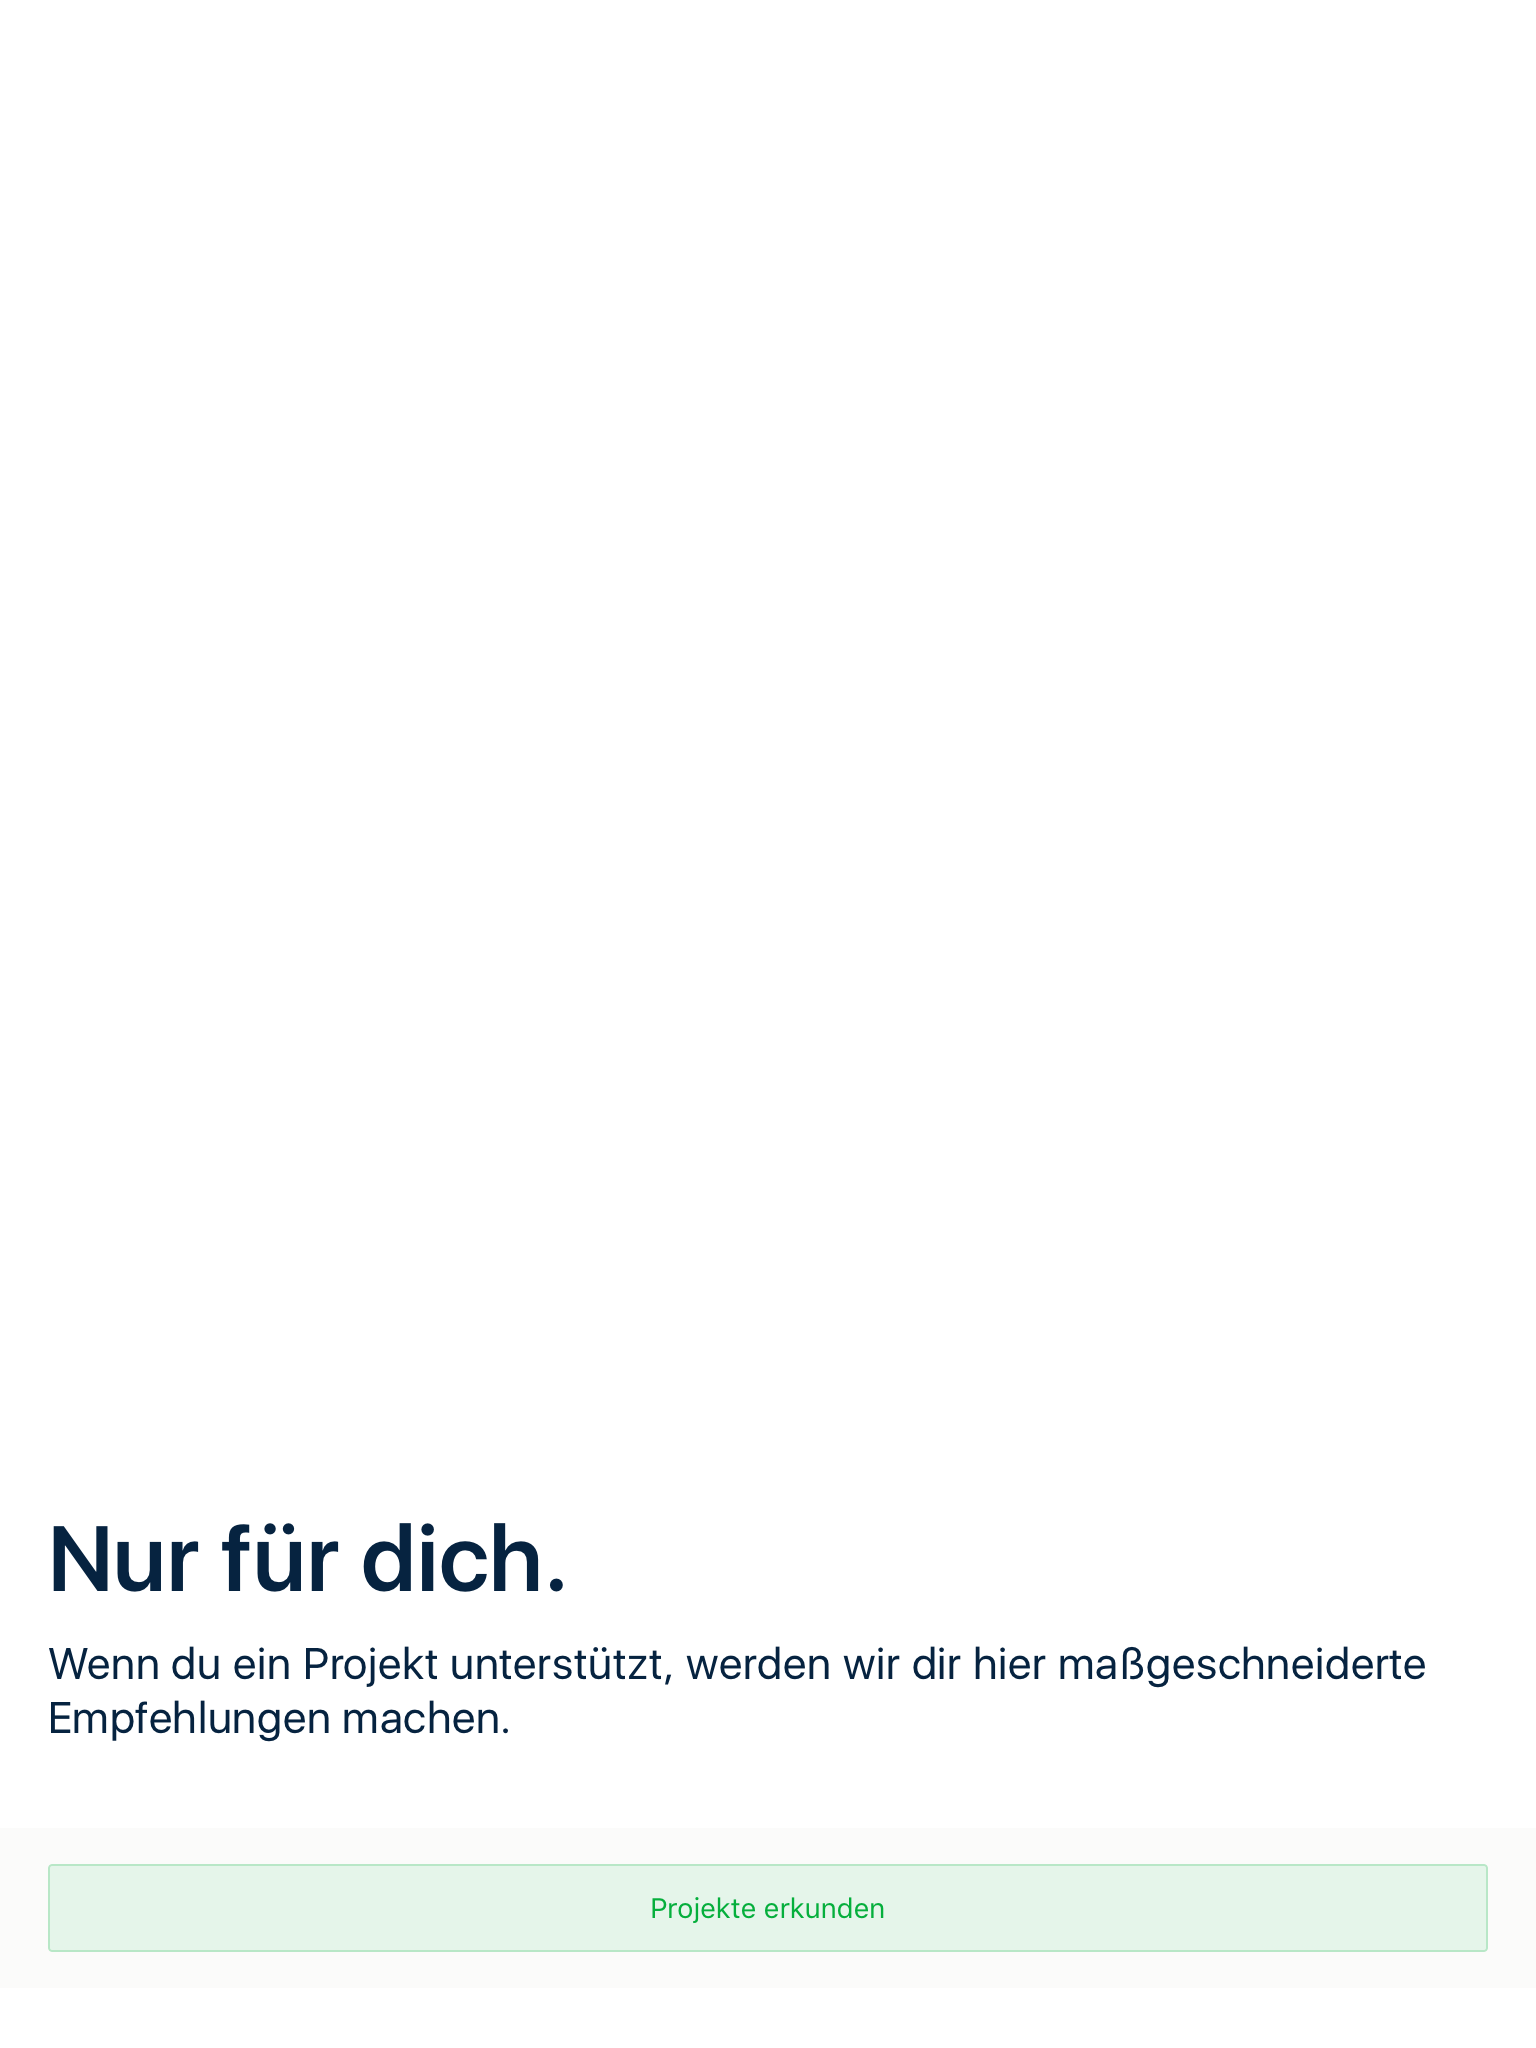 Nur für dich.
Wenn du ein Projekt unterstützt, werden wir dir hier maßgeschneiderte
Empfehlungen machen.
Projekte erkunden